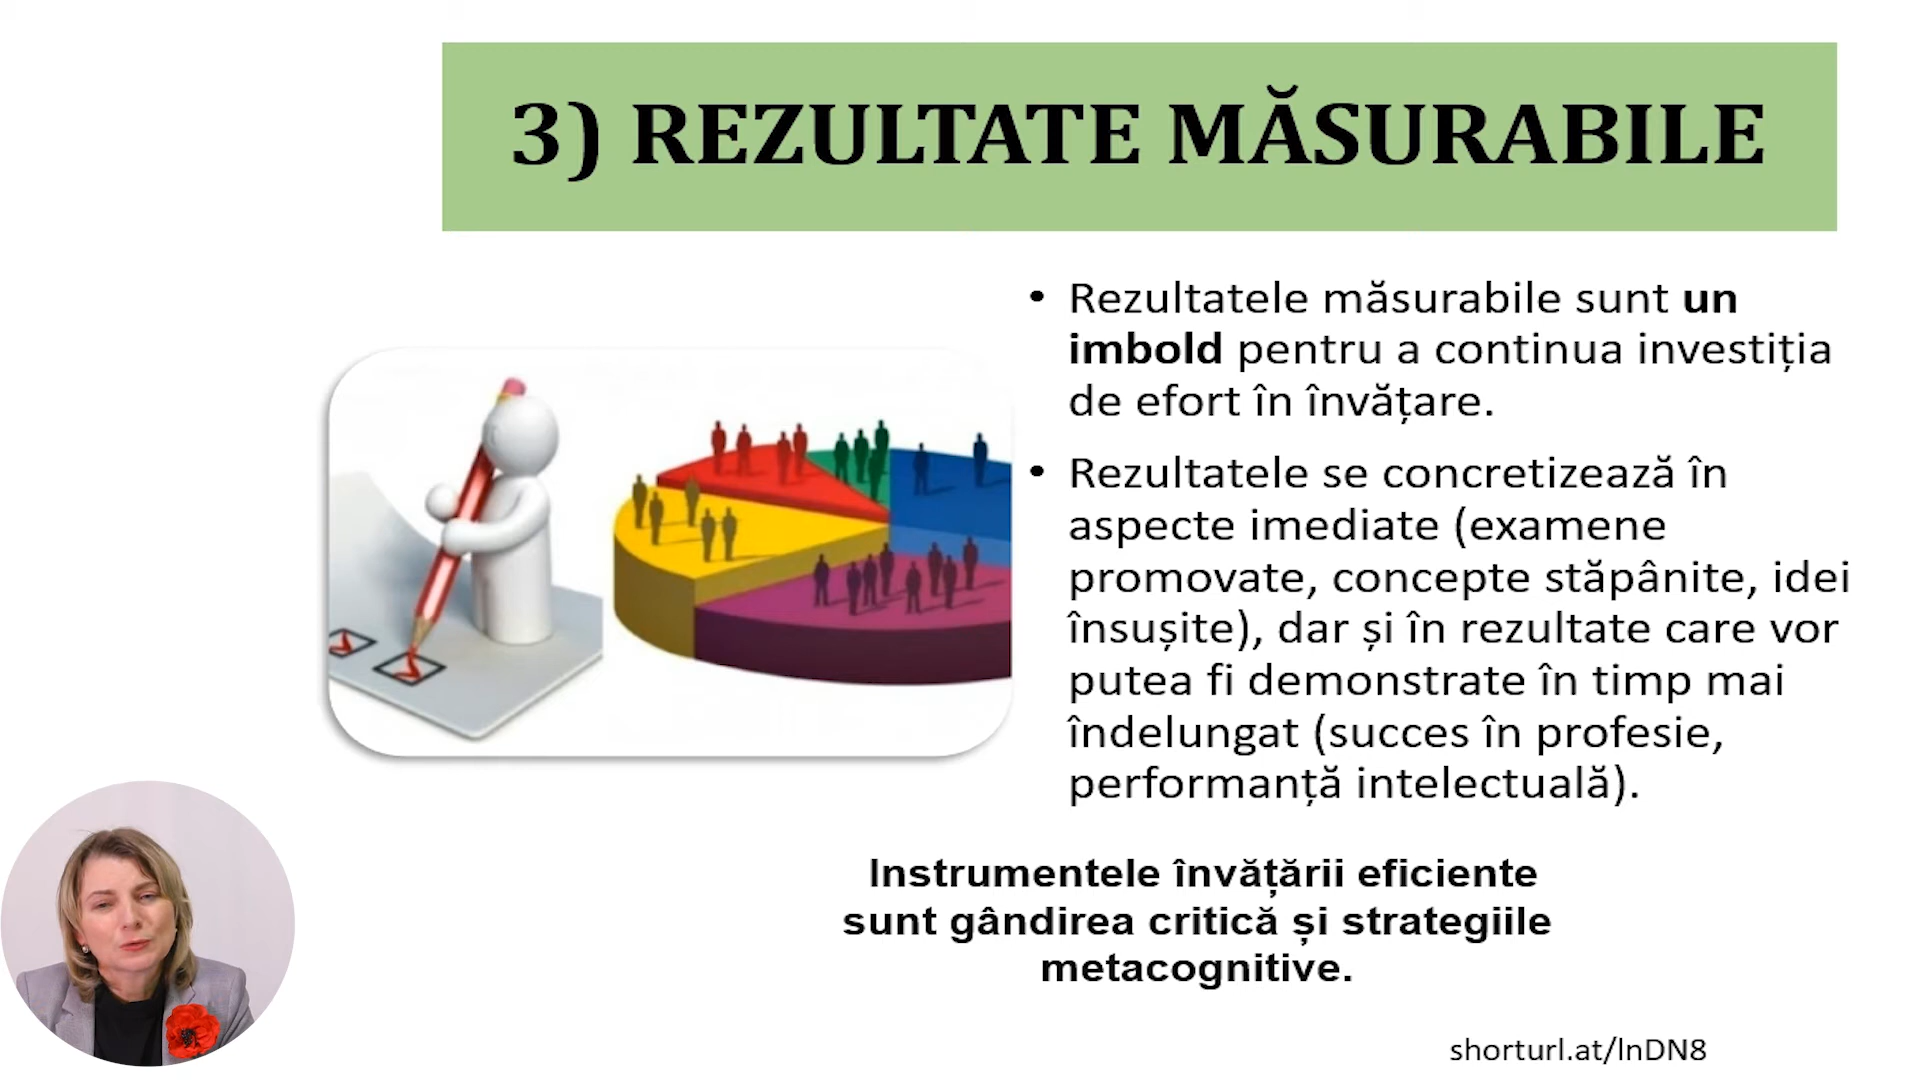 3) REZULTATE MĂSURABILE
• Rezultatele măsurabile sunt un
imbold pentru a continua investiția
de efort în învățare.
• Rezultatele se concretizează în
aspecte imediate (examene
promovate, concepte stăpânite, idei
însușite), dar și în rezultate care vor
putea fi demonstrate în timp mai
îndelungat (succes în profesie,
performanță intelectuală).
Instrumentele învățării eficiente
sunt gândirea critică și strategiile
metacognitive.
shorturl.at/lnDN8